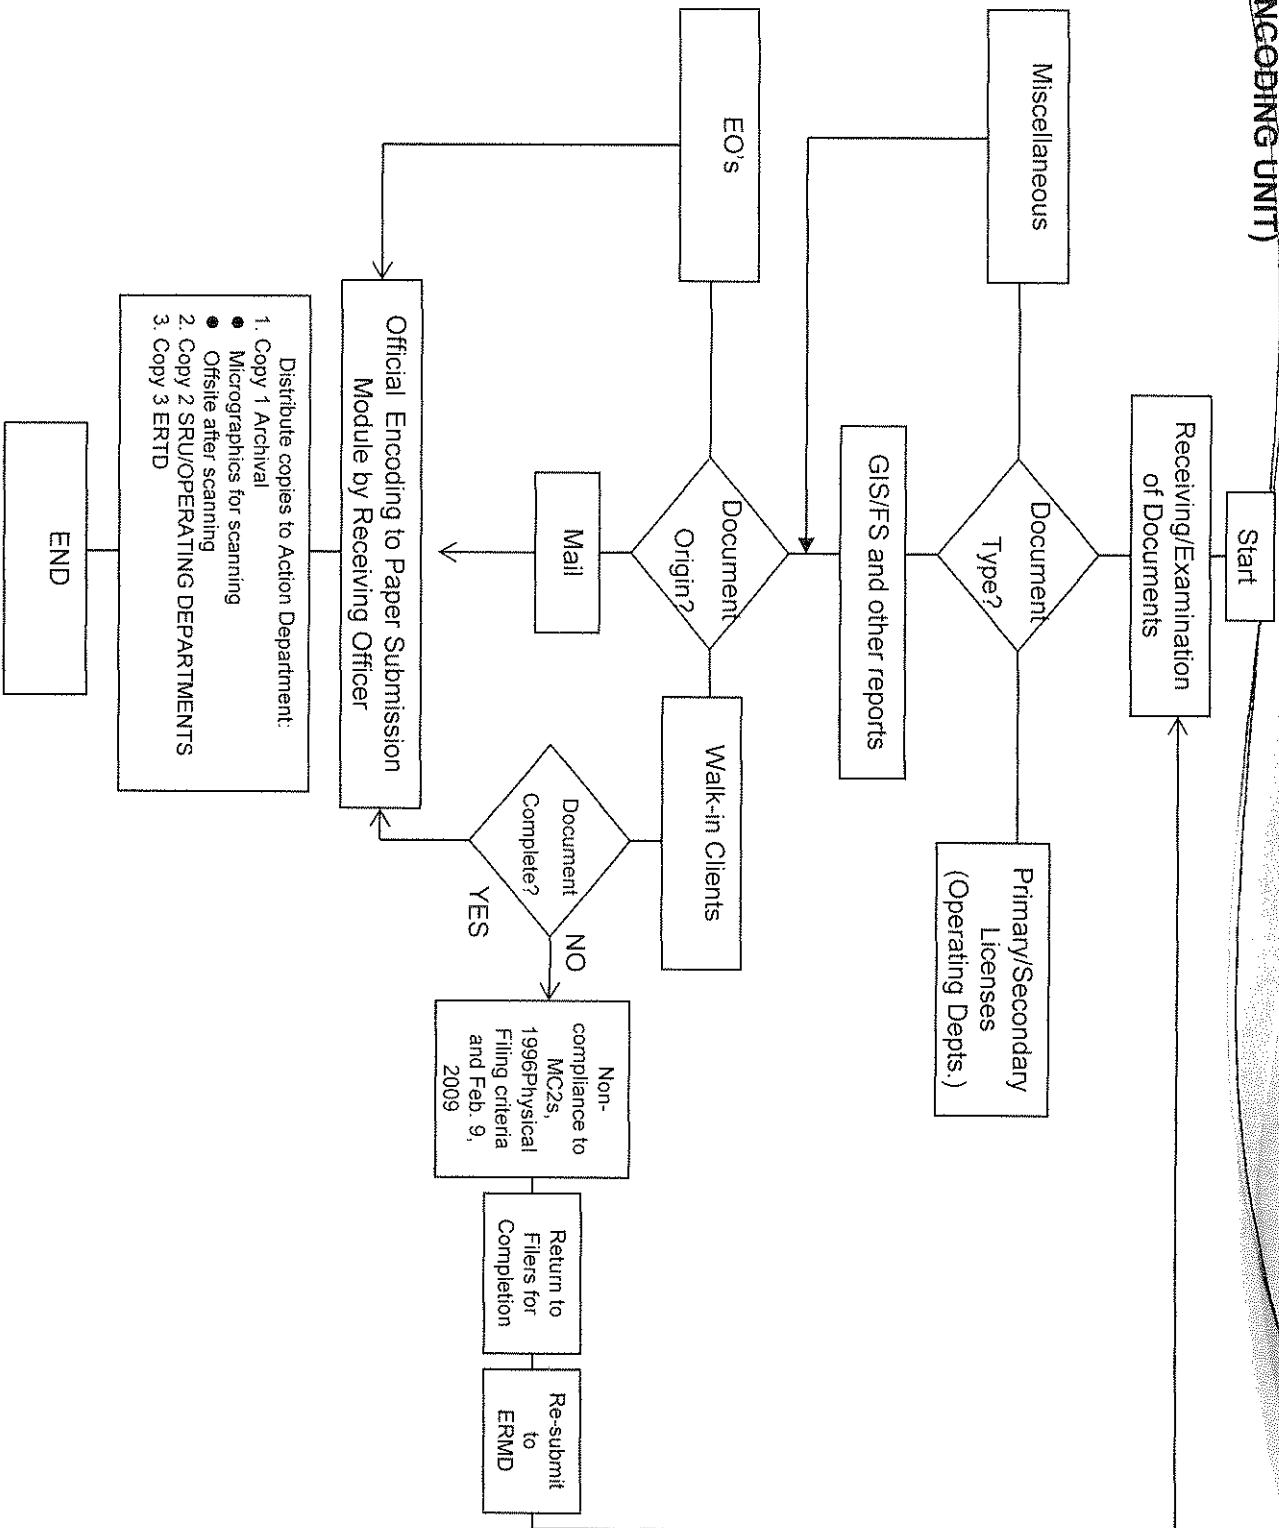 NCODING UNIT)
Start
Receiving/Examination
of Documents
Document
Type?
Miscellaneous
Primary/Secondary
Licenses
(Operating Depts.)
GIS/FS and other reports
Document
Origin?
EO's
Mail
Walk-in Clients
Document
Complete?
YES
NO
Non-
compliance to
MC2s,
1996Physical
Filing criteria
and Feb. 9,
2009
Return to
Filers for
Completion
Re-submit
to
ERMD
Official Encoding to Paper Submission
Module by Receiving Officer
Distribute copies to Action Department:
1. Copy 1 Archival
● Micrographics for scanning
● Offsite after scanning
2. Copy 2 SRU/OPERATING DEPARTMENTS
3. Copy 3 ERTD
END